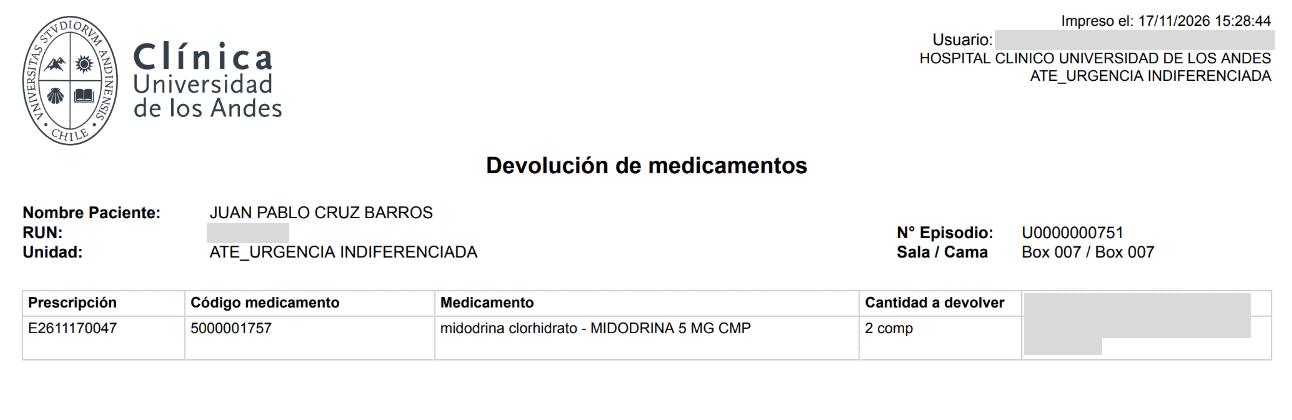 UNIVERSITAS STVDIORVM ANDINENSIS
· CHILE ·
Clínica
Universidad
de los Andes
Impreso el: 17/11/2026 15:28:44
Usuario:
HOSPITAL CLINICO UNIVERSIDAD DE LOS ANDES
ATE_URGENCIA INDIFERENCIADA
Devolución de medicamentos
Nombre Paciente: JUAN PABLO CRUZ BARROS
RUN: N° Episodio: U0000000751
Unidad: ATE_URGENCIA INDIFERENCIADA Sala / Cama Box 007 / Box 007
Prescripción Código medicamento Medicamento Cantidad a devolver
E2611170047 5000001757 midodrina clorhidrato - MIDODRINA 5 MG CMP 2 comp